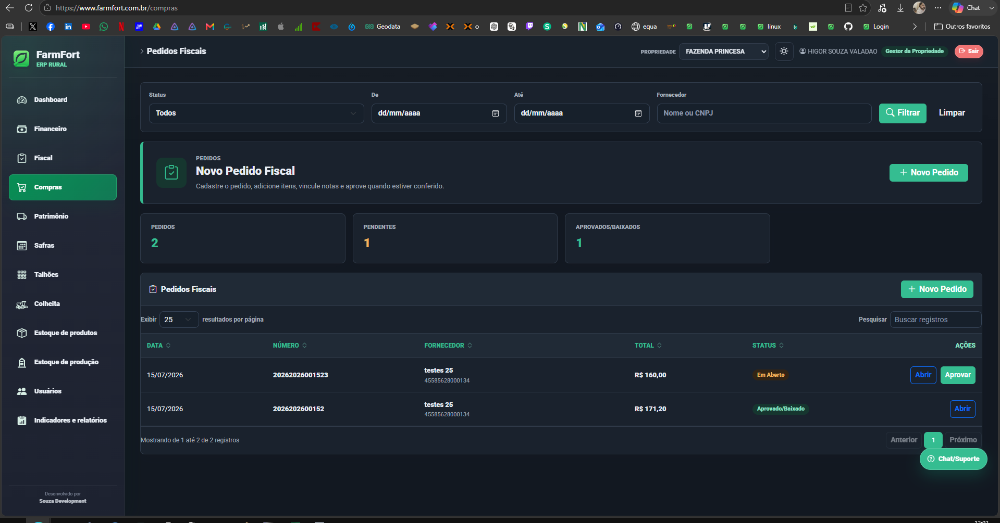 https://www.farmfort.com.br/compras
Chat
Geodata
o
equa
linux
Login
Outros favoritos
FarmFort
ERP RURAL
Pedidos Fiscais
PROPRIEDADE
FAZENDA PRINCESA
HIGOR SOUZA VALADAO
Gestor da Propriedade
Sair
Dashboard
Financeiro
Fiscal
Compras
Patrimônio
Safras
Talhões
Colheita
Estoque de produtos
Estoque de produção
Usuários
Indicadores e relatórios
Desenvolvido por
Souza Development
Status
De
Até
Fornecedor
Todos
dd/mm/aaaa
dd/mm/aaaa
Nome ou CNPJ
Filtrar
Limpar
PEDIDOS
Novo Pedido Fiscal
Cadastre o pedido, adicione itens, vincule notas e aprove quando estiver conferido.
+ Novo Pedido
PEDIDOS
2
PENDENTES
1
APROVADOS/BAIXADOS
1
Pedidos Fiscais
+ Novo Pedido
Exibir 25 resultados por página
Pesquisar Buscar registros
DATA NÚMERO FORNECEDOR TOTAL STATUS AÇÕES
15/07/2026 20262026001523 testes 25 R$ 160,00 Em Aberto Abrir Aprovar
45585628000134
15/07/2026 2026202600152 testes 25 R$ 171,20 Aprovado/Baixado Abrir
45585628000134
Mostrando de 1 até 2 de 2 registros
Anterior 1 Próximo
Chat/Suporte